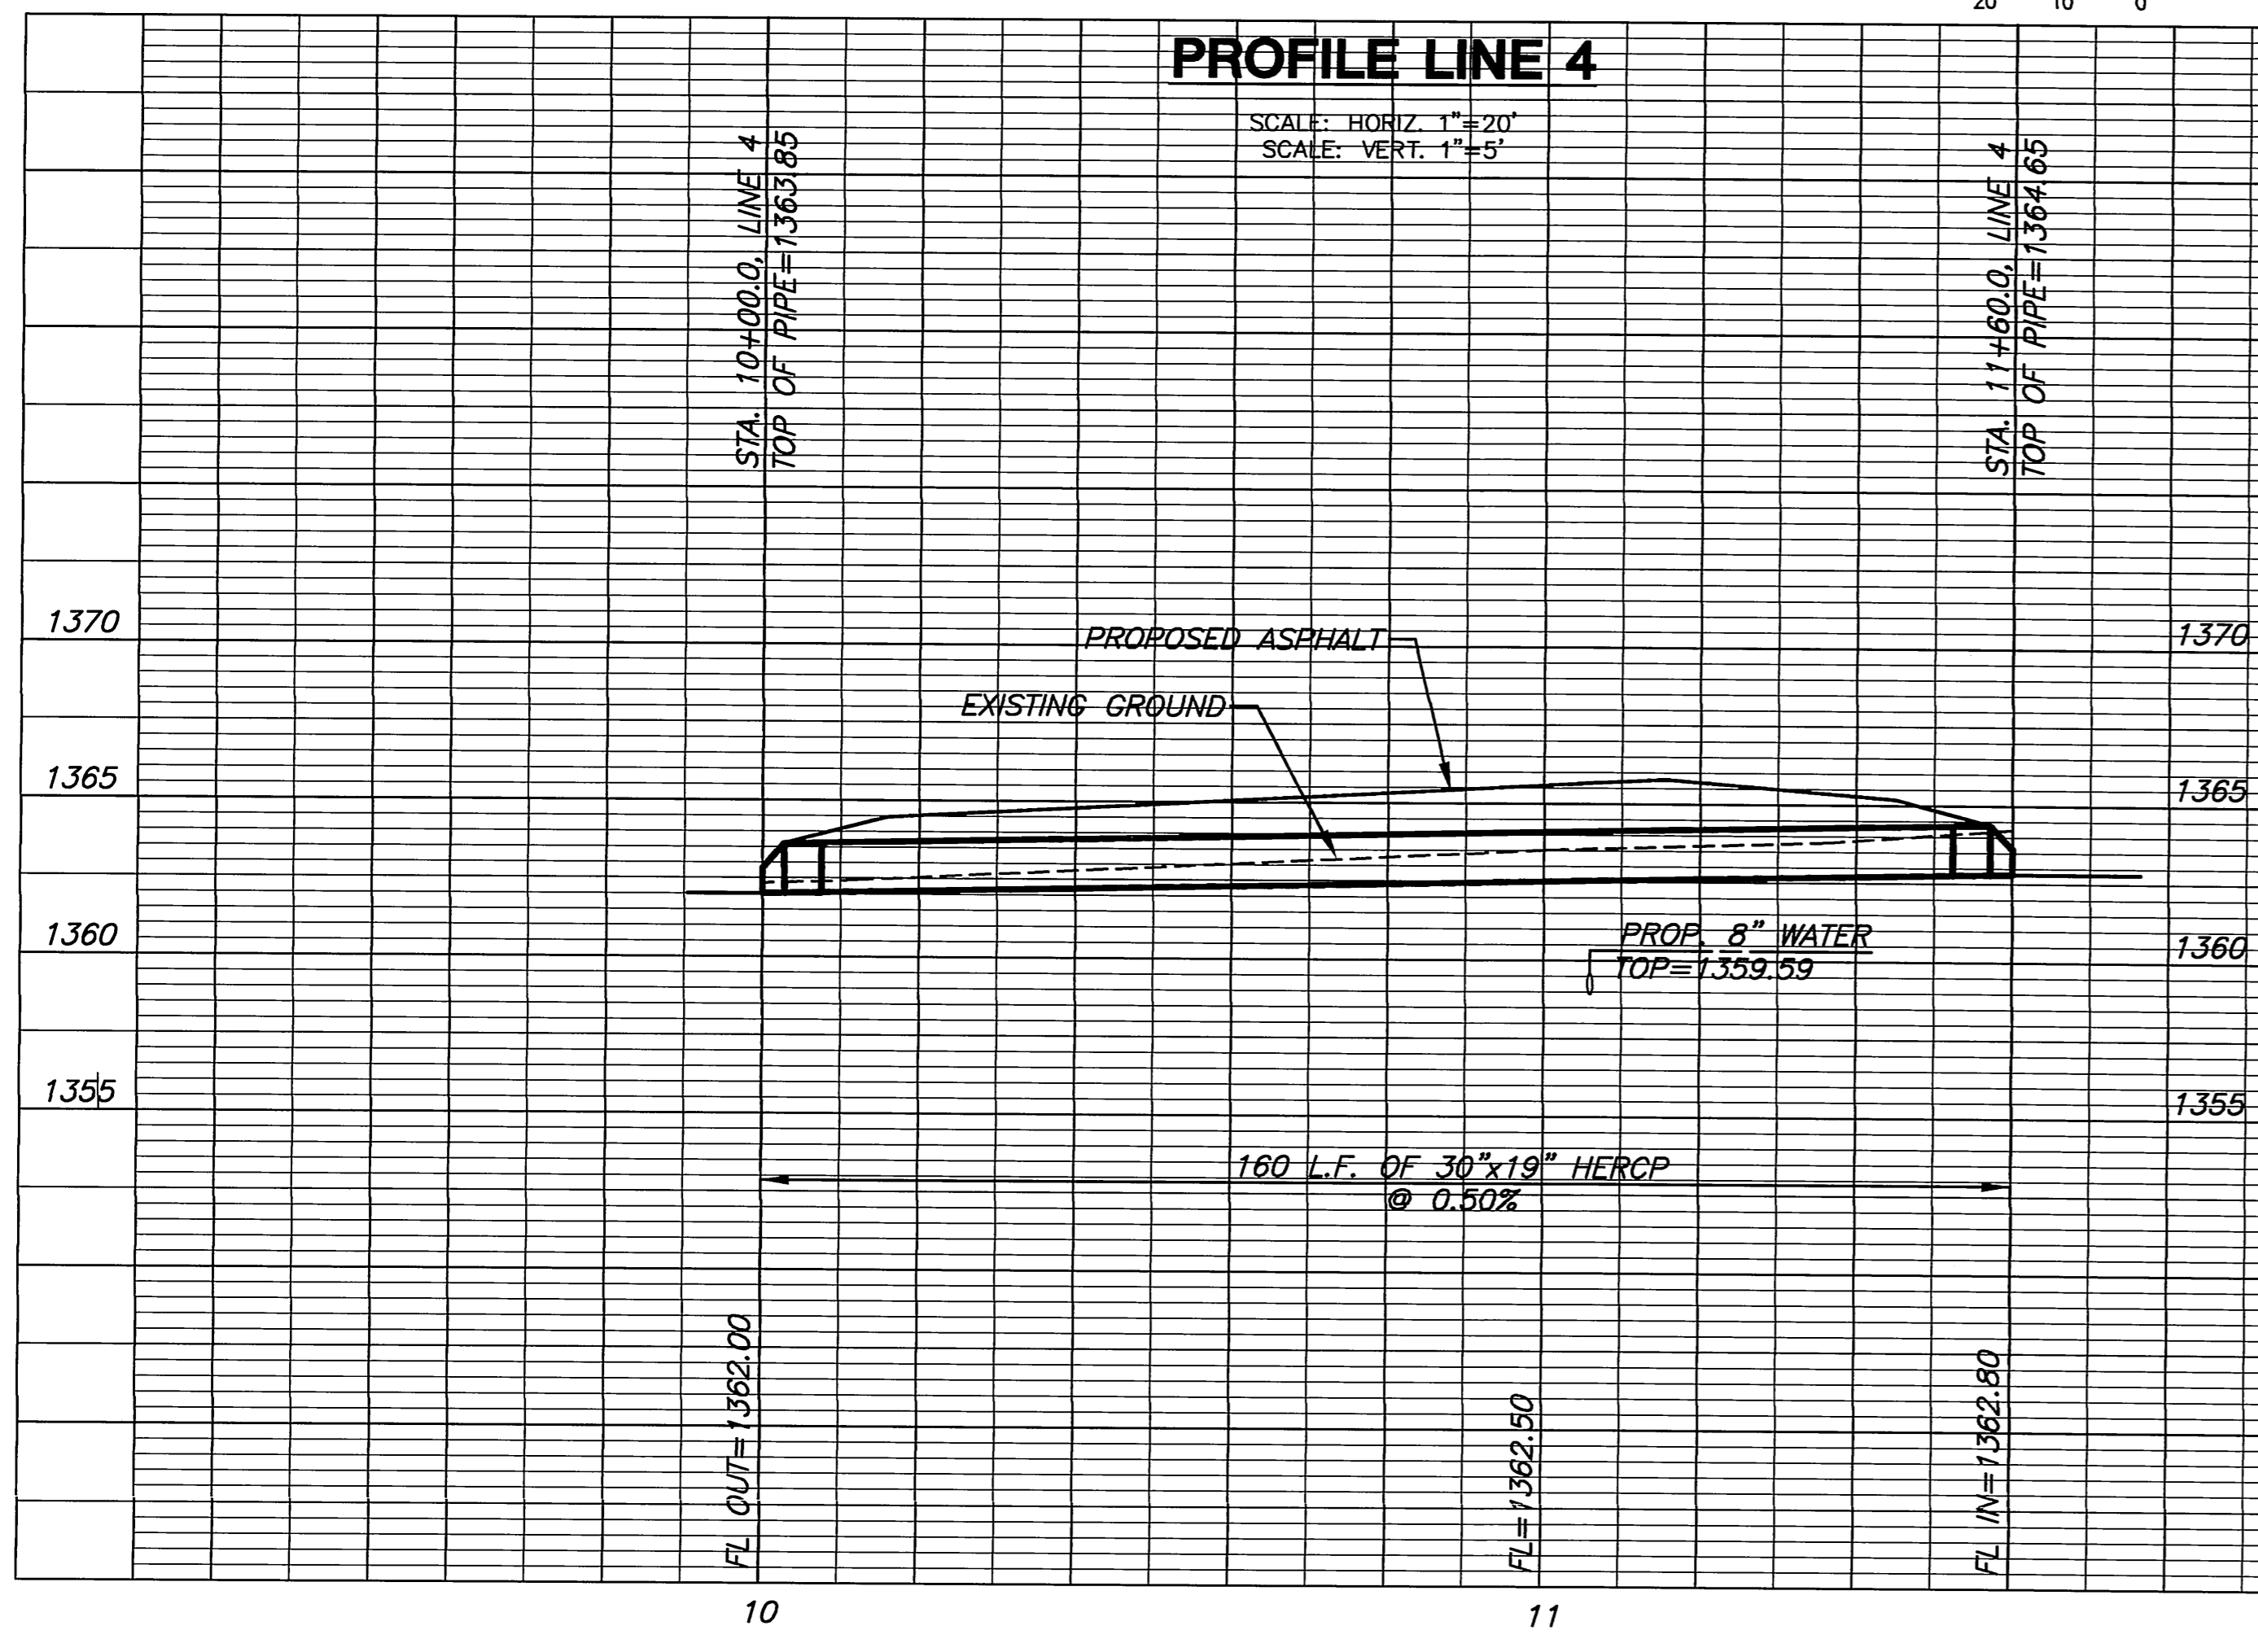 20 10 0
PROFILE LINE 4
SCALE: HORIZ. 1"=20'
SCALE: VERT. 1"=5'
STA. 10+00.0, LINE 4
TOP OF PIPE=1363.85
STA. 11+60.0, LINE 4
TOP OF PIPE=1364.65
1370
1370
PROPOSED ASPHALT
EXISTING GROUND
1365
1365
1360
1360
PROP. 8" WATER
TOP=1359.59
1355
1355
160 L.F. OF 30"x19" HERCP
@ 0.50%
FL OUT=1362.00
FL=1362.50
FL IN=1362.80
10
11